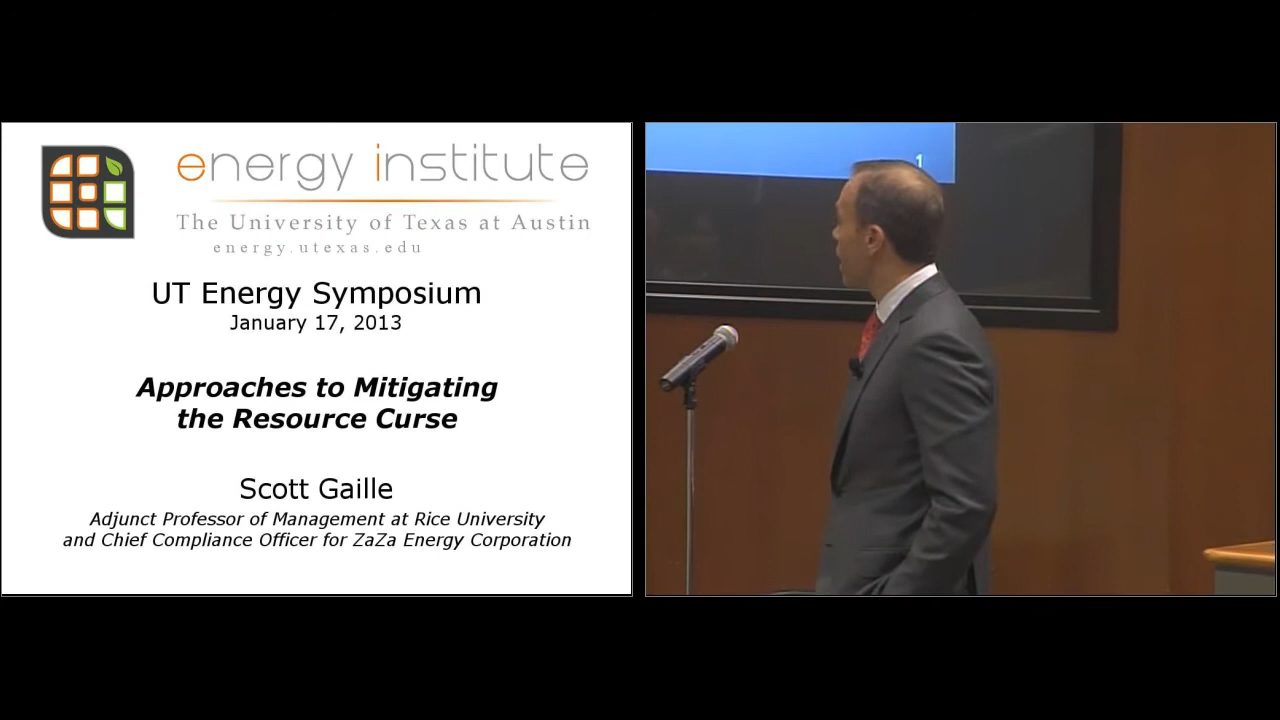 energy institute
The University of Texas at Austin
energy.utexas.edu
UT Energy Symposium
January 17, 2013
Approaches to Mitigating
the Resource Curse
Scott Gaille
Adjunct Professor of Management at Rice University
and Chief Compliance Officer for ZaZa Energy Corporation
1